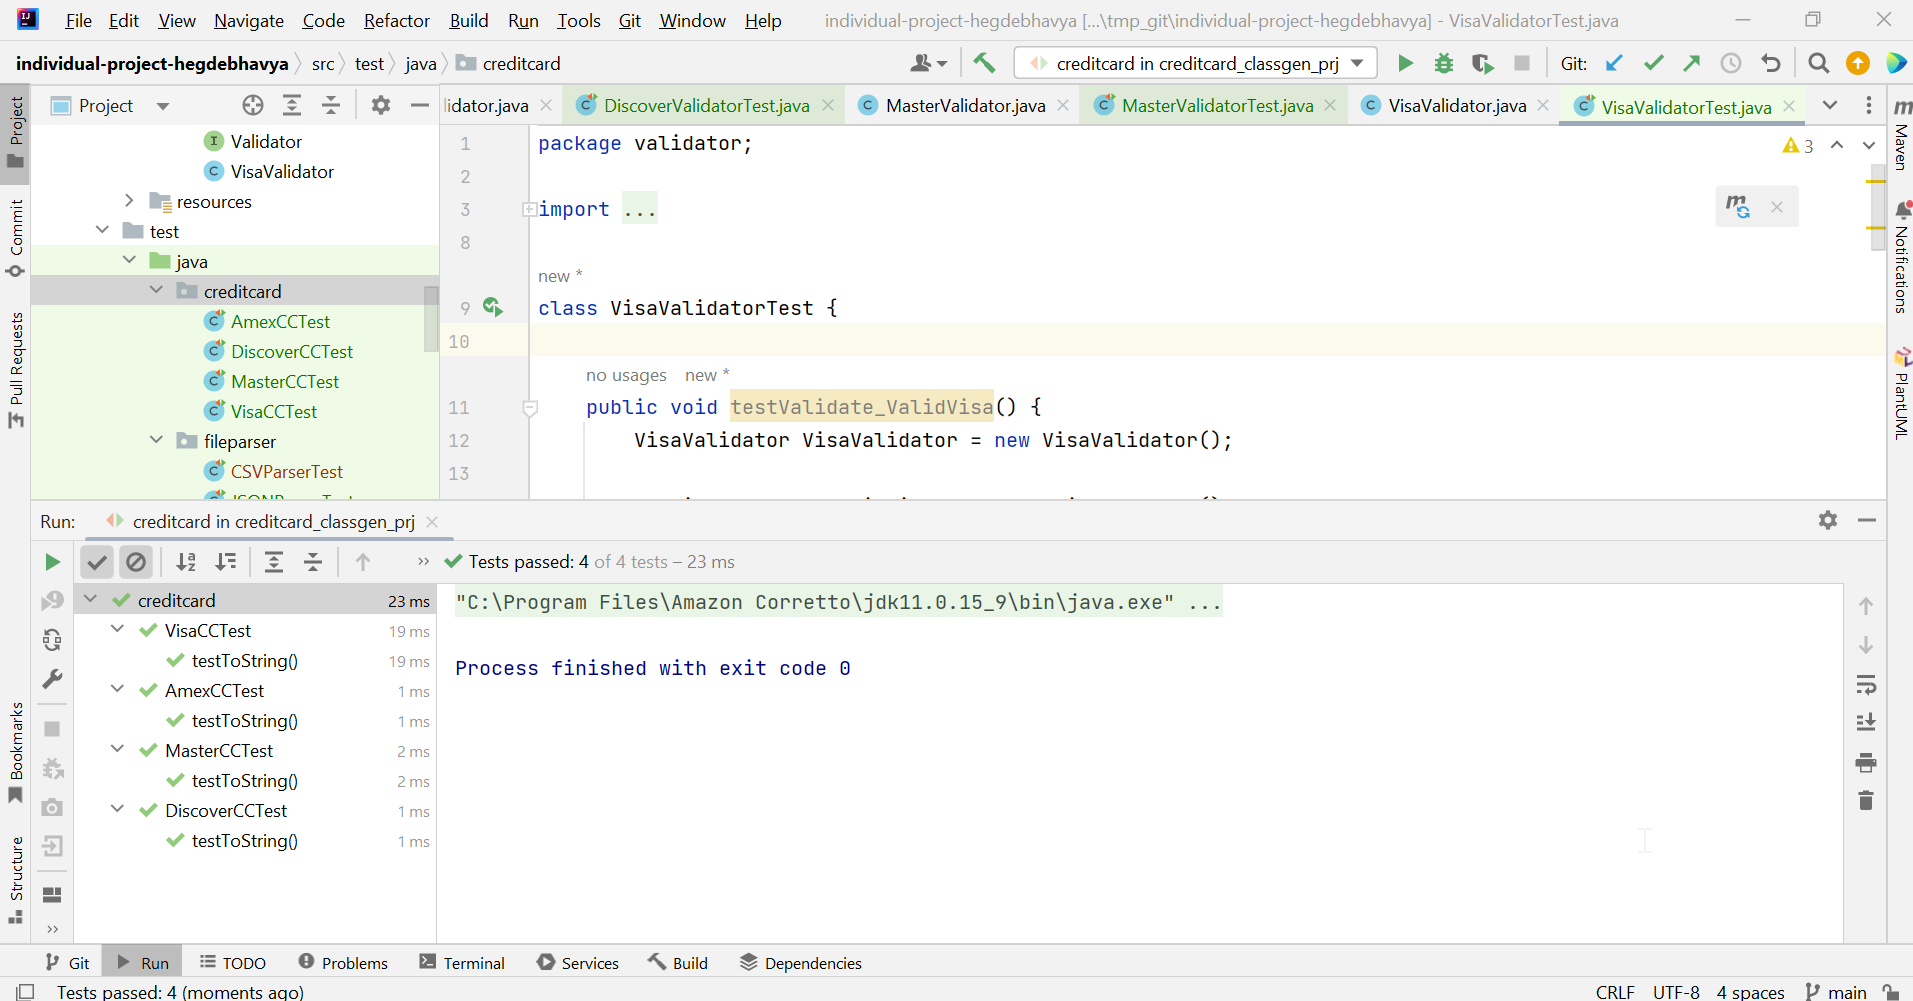 File Edit View Navigate Code Refactor Build Run Tools Git Window Help individual-project-hegdebhavya [...\tmp_git\individual-project-hegdebhavya] - VisaValidatorTest.java
individual-project-hegdebhavya src test java creditcard creditcard in creditcard_classgen_prj Git:
Project
lidator.java DiscoverValidatorTest.java MasterValidator.java MasterValidatorTest.java VisaValidator.java VisaValidatorTest.java
Project
Commit
Pull Requests
Bookmarks
Structure
Validator
VisaValidator
resources
test
java
creditcard
AmexCCTest
DiscoverCCTest
MasterCCTest
VisaCCTest
fileparser
CSVParserTest
1 package validator;
2
3 import ...
8
new *
9 class VisaValidatorTest {
10
no usages new *
11 public void testValidate_ValidVisa() {
12 VisaValidator VisaValidator = new VisaValidator();
13
3
Maven
Notifications
PlantUML
Run: creditcard in creditcard_classgen_prj
Tests passed: 4 of 4 tests – 23 ms
creditcard 23 ms
VisaCCTest 19 ms
testToString() 19 ms
AmexCCTest 1 ms
testToString() 1 ms
MasterCCTest 2 ms
testToString() 2 ms
DiscoverCCTest 1 ms
testToString() 1 ms
"C:\Program Files\Amazon Corretto\jdk11.0.15_9\bin\java.exe" ...
Process finished with exit code 0
Git Run TODO Problems Terminal Services Build Dependencies
Tests passed: 4 (moments ago) CRLF UTF-8 4 spaces main